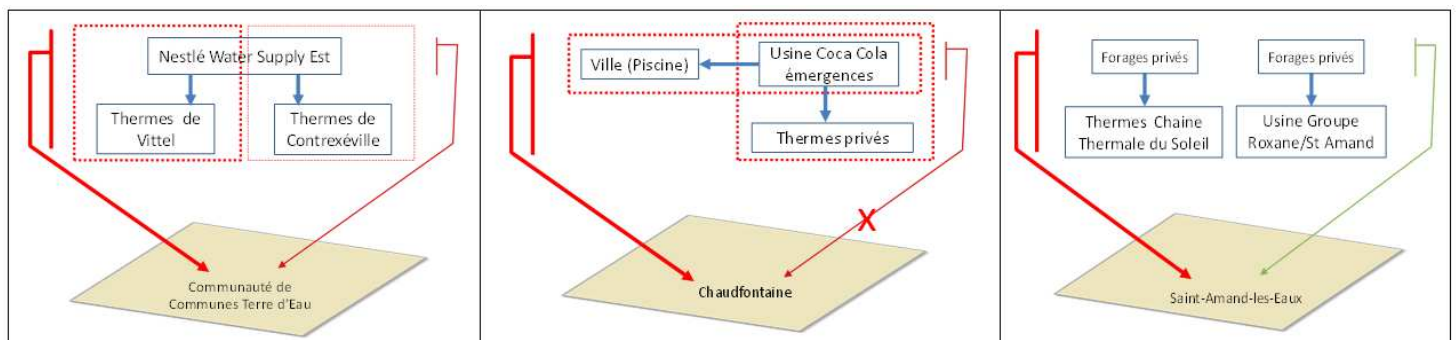 Nestlé Water Supply Est
Thermes de
Vittel
Thermes de
Contrexéville
Communauté de
Communes Terre d'Eau
Ville (Piscine)
Usine Coca Cola
émergences
Thermes privés
X
Chaudfontaine
Forages privés
Forages privés
Thermes Chaine
Thermale du Soleil
Usine Groupe
Roxane/St Amand
Saint-Amand-les-Eaux